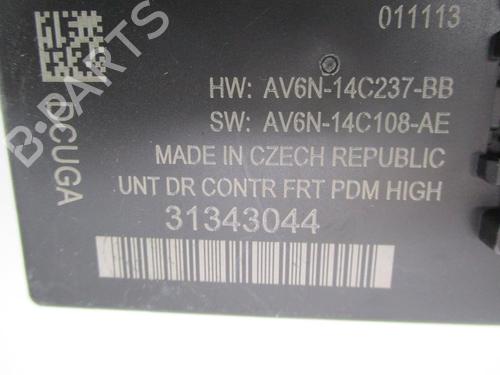 011113
HW: AV6N-14C237-BB
SW: AV6N-14C108-AE
MADE IN CZECH REPUBLIC
UNT DR CONTR FRT PDM HIGH
31343044
DCUGA
B-PARTS